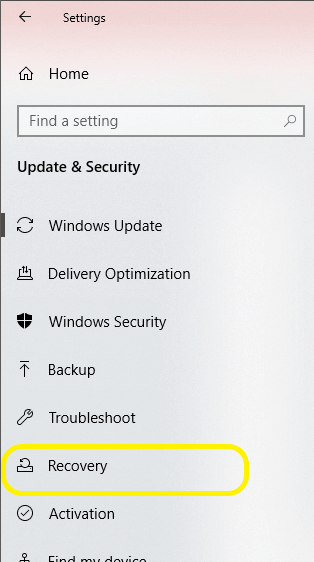 Settings
Home
Find a setting
Update & Security
Windows Update
Delivery Optimization
Windows Security
Backup
Troubleshoot
Recovery
Activation
Find my device